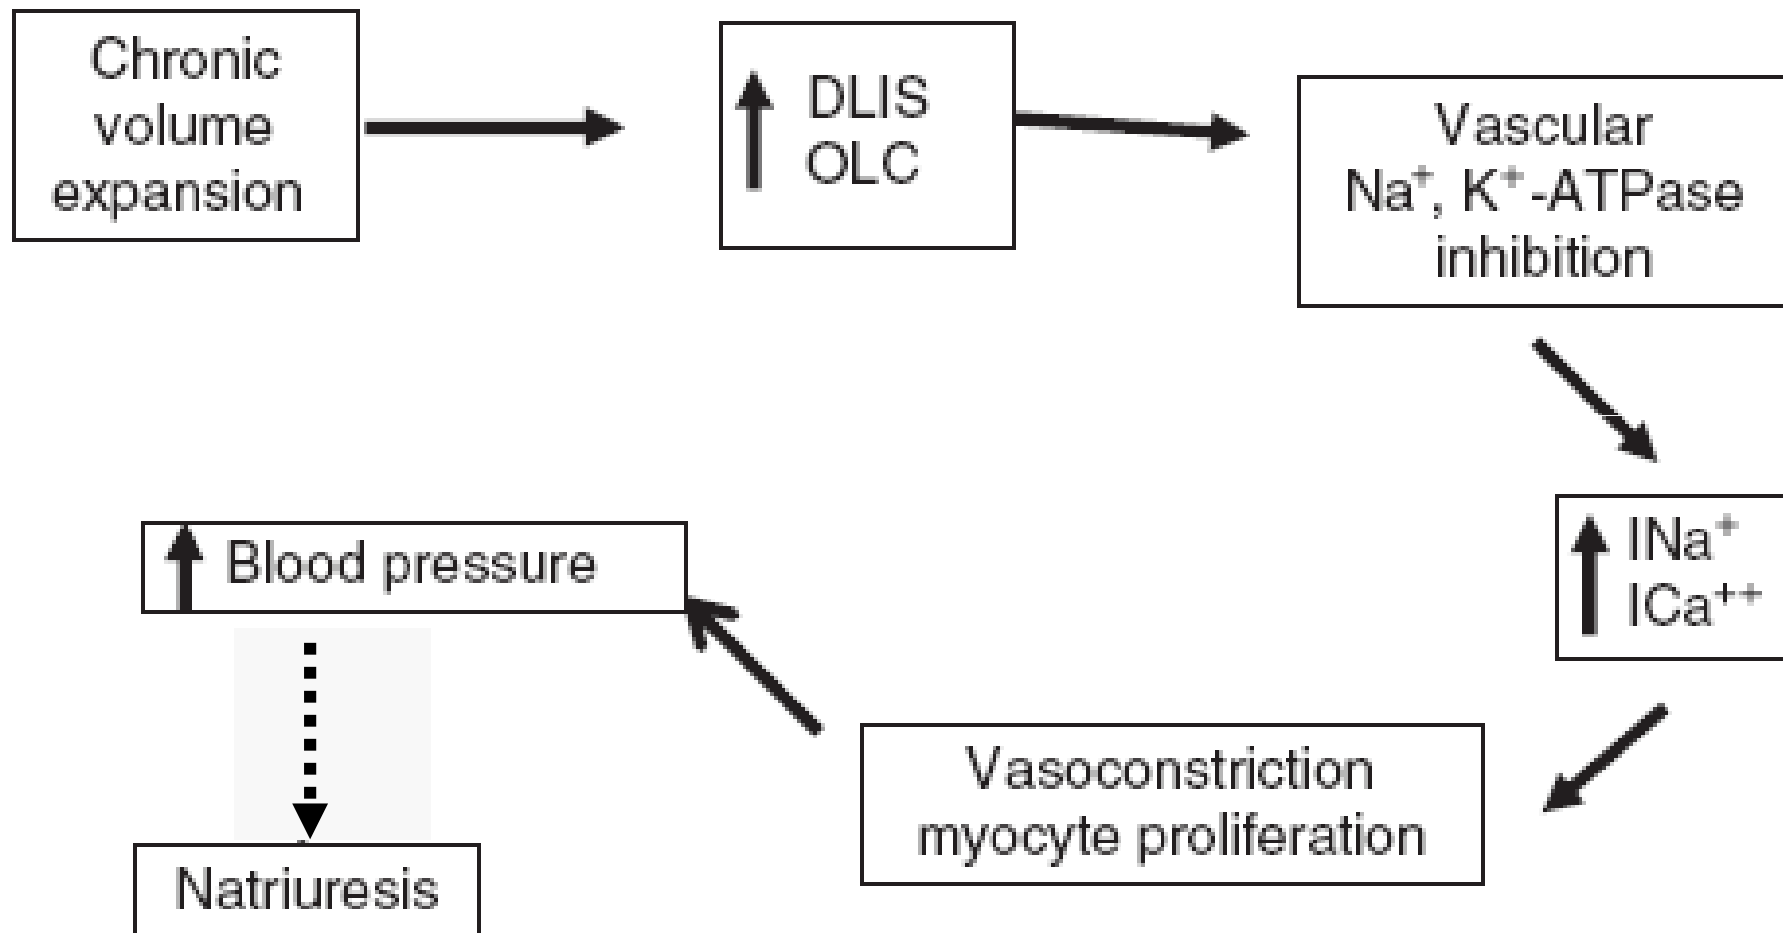 Chronic
volume
expansion
DLIS
OLC
Vascular
Na⁺, K⁺-ATPase
inhibition
INa⁺
ICa⁺⁺
Vasoconstriction
myocyte proliferation
Blood pressure
Natriuresis